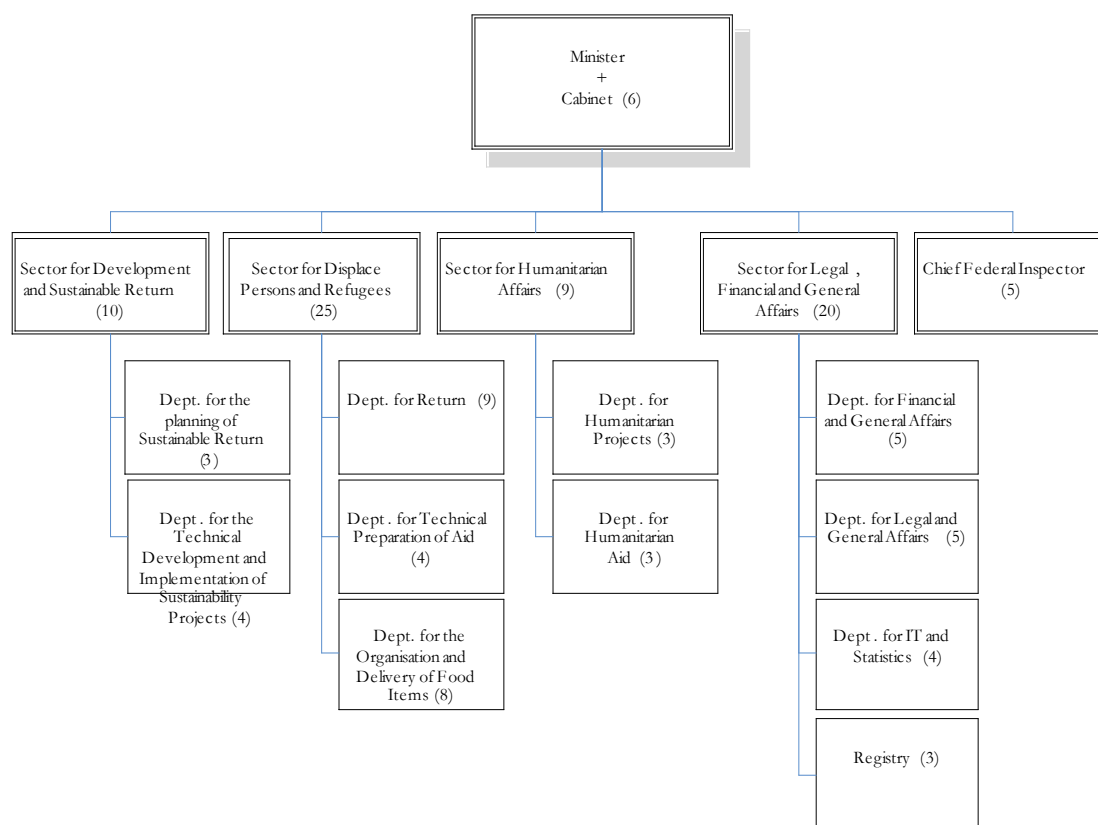 Minister
+
Cabinet (6)
Sector for Development
and Sustainable Return
(10)
Sector for Displace
Persons and Refugees
(25)
Sector for Humanitarian
Affairs (9)
Sector for Legal ,
Financial and General
Affairs (20)
Chief Federal Inspector
(5)
Dept. for the
planning of
Sustainable Return
(3)
Dept . for the
Technical
Development and
Implementation of
Sustainability
Projects (4)
Dept. for Return (9)
Dept. for Technical
Preparation of Aid
(4)
Dept. for the
Organisation and
Delivery of Food
Items (8)
Dept. for
Humanitarian
Projects (3)
Dept. for
Humanitarian
Aid (3)
Dept. for Financial
and General Affairs
(5)
Dept. for Legal and
General Affairs (5)
Dept . for IT and
Statistics (4)
Registry (3)